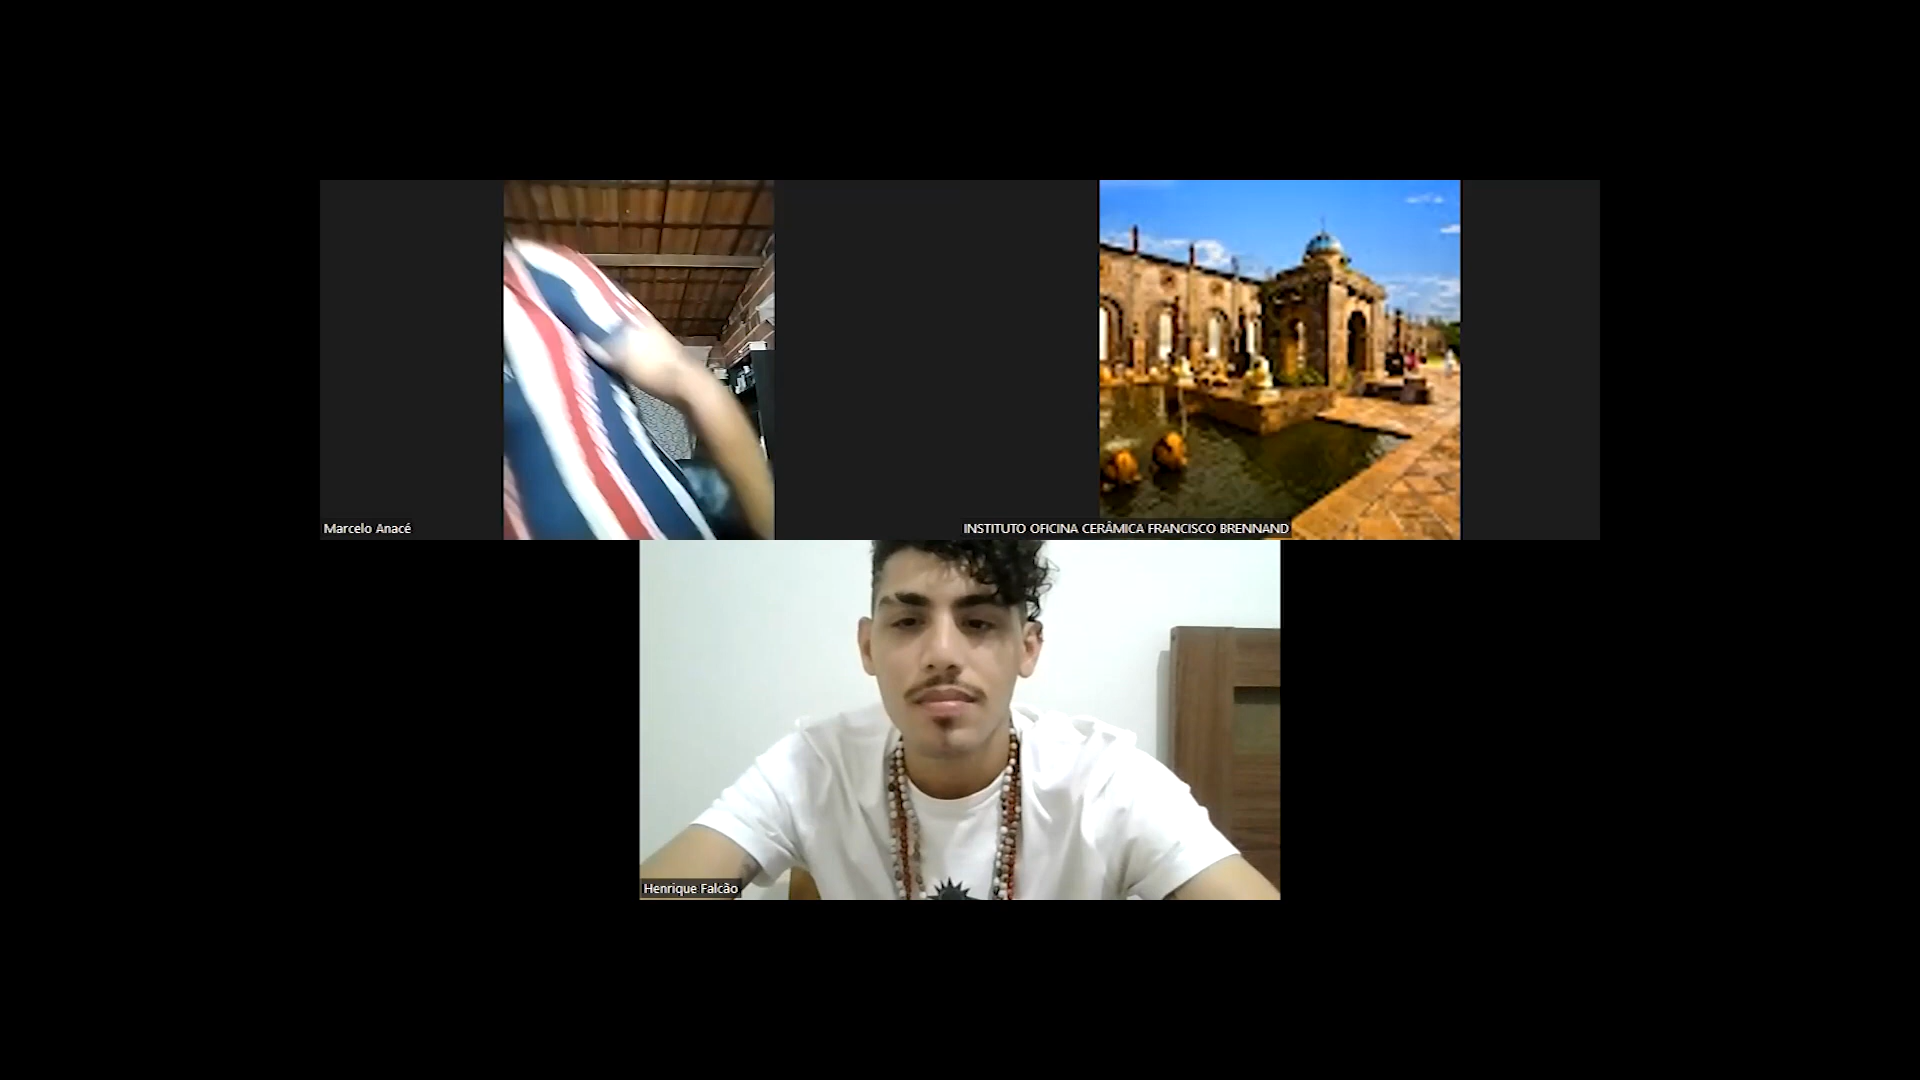 Marcelo Anacé
INSTITUTO OFICINA CERÂMICA FRANCISCO BRENNAND
Henrique Falcão